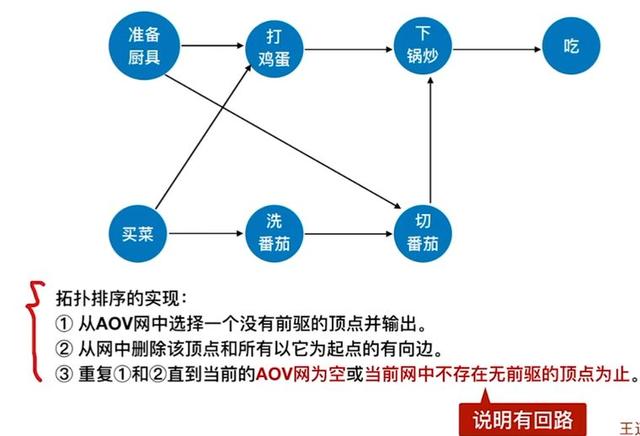 准备
厨具
打
鸡蛋
下
锅炒
吃
买菜
洗
番茄
切
番茄
拓扑排序的实现：
① 从AOV网中选择一个没有前驱的顶点并输出。
② 从网中删除该顶点和所有以它为起点的有向边。
③ 重复①和②直到当前的AOV网为空或当前网中不存在无前驱的顶点为止。
说明有回路
王